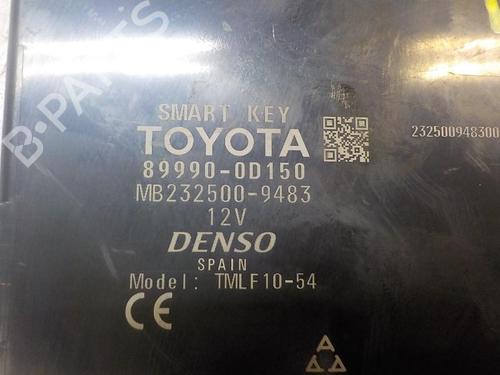 SMART KEY
TOYOTA
89990-0D150
MB232500-9483
12V
DENSO
SPAIN
Model: TMLF10-54
CE
232500948300
B-PARTS